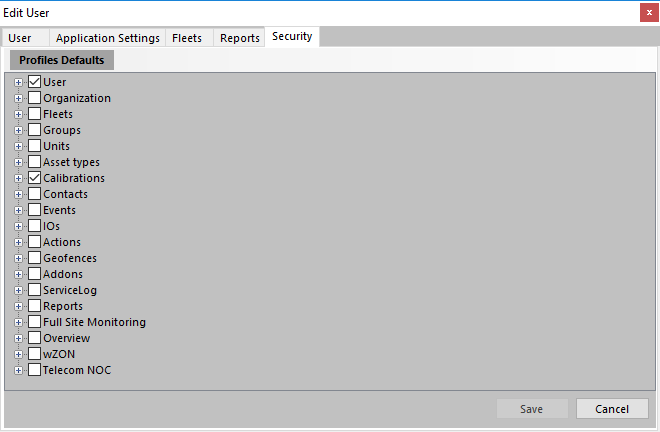 Edit User
User Application Settings Fleets Reports Security
Profiles Defaults
User
Organization
Fleets
Groups
Units
Asset types
Calibrations
Contacts
Events
IOs
Actions
Geofences
Addons
ServiceLog
Reports
Full Site Monitoring
Overview
wZON
Telecom NOC
Save Cancel